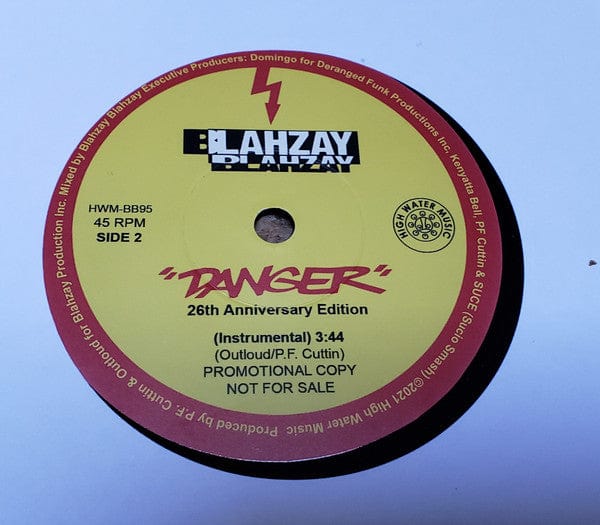 BLAHZAY
BLAHZAY
HWM-BB95
45 RPM
SIDE 2
HIGH WATER MUSIC
"DANGER"
26th Anniversary Edition
(Instrumental) 3:44
(Outloud/P.F. Cuttin)
PROMOTIONAL COPY
NOT FOR SALE
Produced by P.F. Cuttin & Outloud for Blahzay Production Inc. Mixed by Blahzay Blahzay Executive Producers: Domingo for Deranged Funk Productions Inc. Kenyatta Bell, PF Cuttin & SUCE (Suclo Smash) ©2021 High Water Music